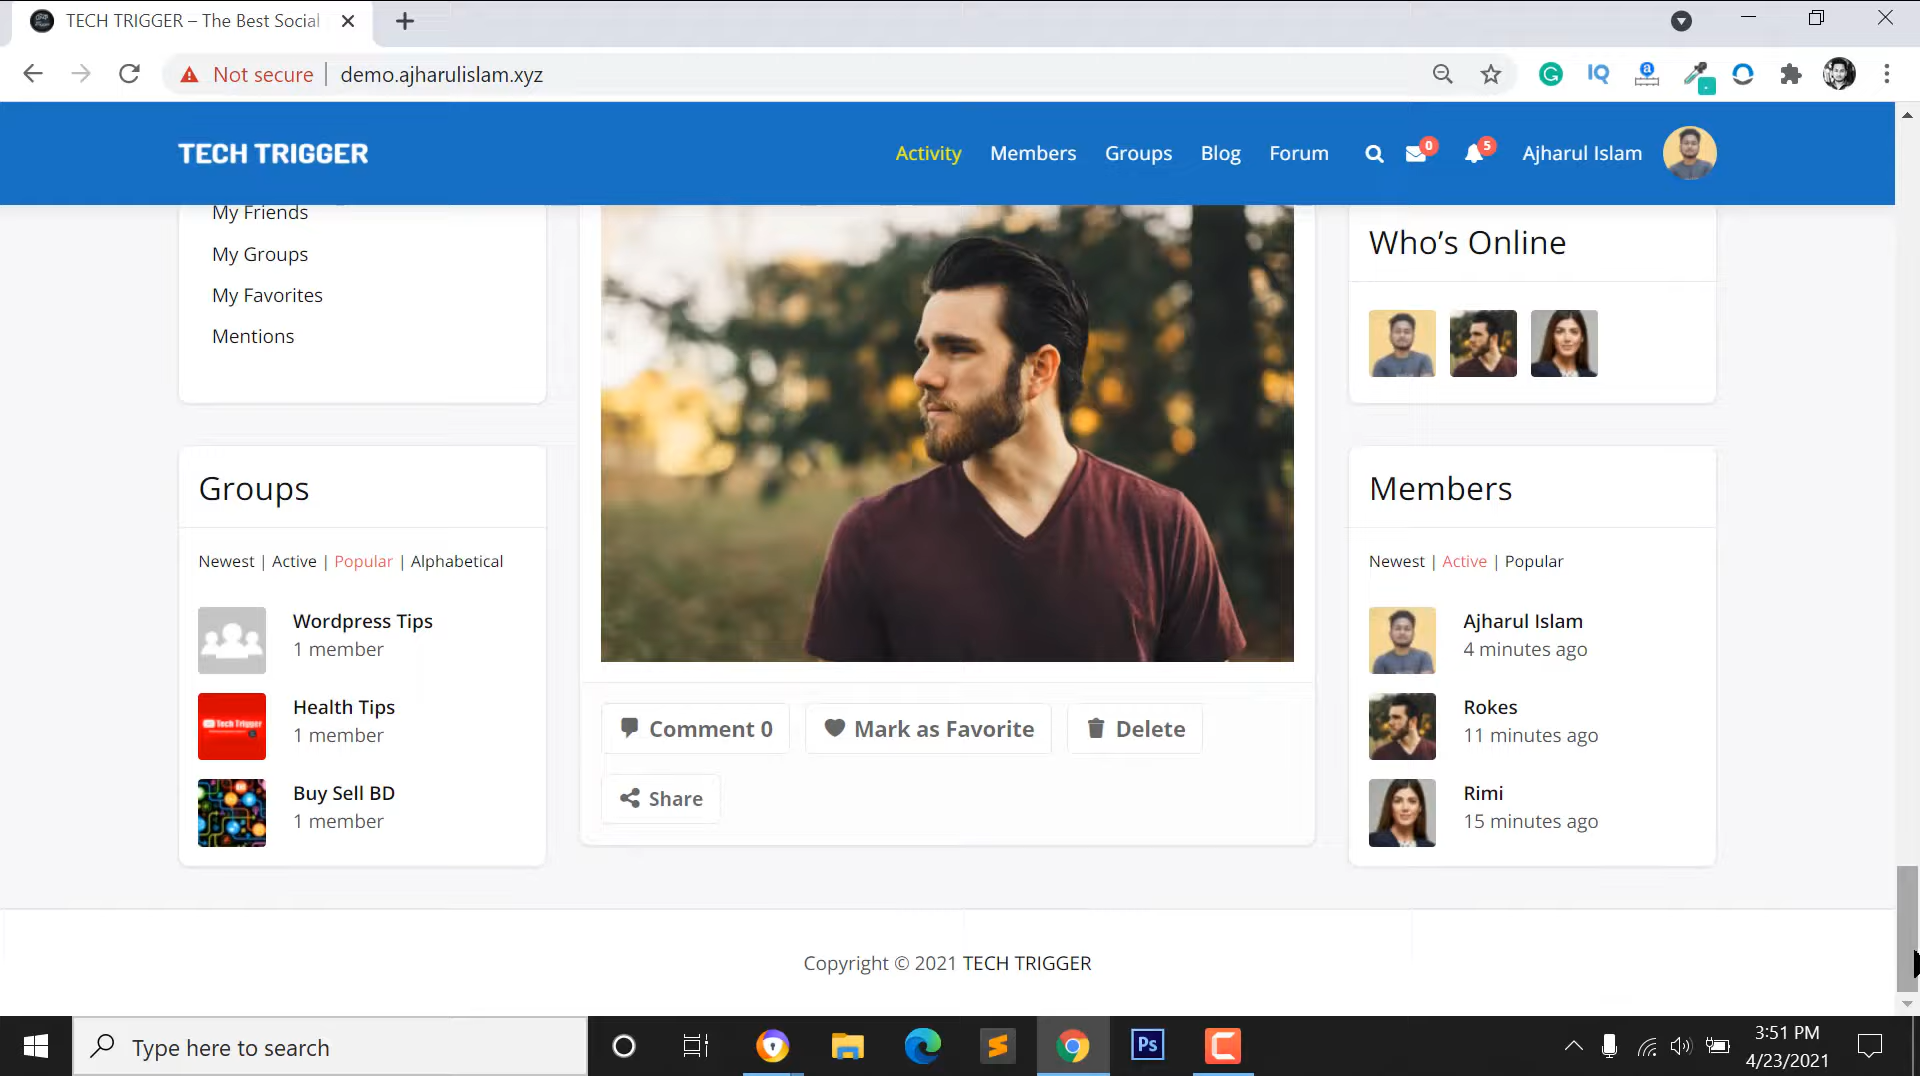 TECH TRIGGER – The Best Social
Not secure
demo.ajharulislam.xyz
TECH TRIGGER
Activity
Members
Groups
Blog
Forum
0
5
Ajharul Islam
My Friends
My Groups
My Favorites
Mentions
Groups
Newest | Active | Popular | Alphabetical
Wordpress Tips
1 member
Health Tips
1 member
Buy Sell BD
1 member
Comment 0
Mark as Favorite
Delete
Share
Who’s Online
Members
Newest | Active | Popular
Ajharul Islam
4 minutes ago
Rokes
11 minutes ago
Rimi
15 minutes ago
Copyright © 2021 TECH TRIGGER
Type here to search
Ps
3:51 PM
4/23/2021